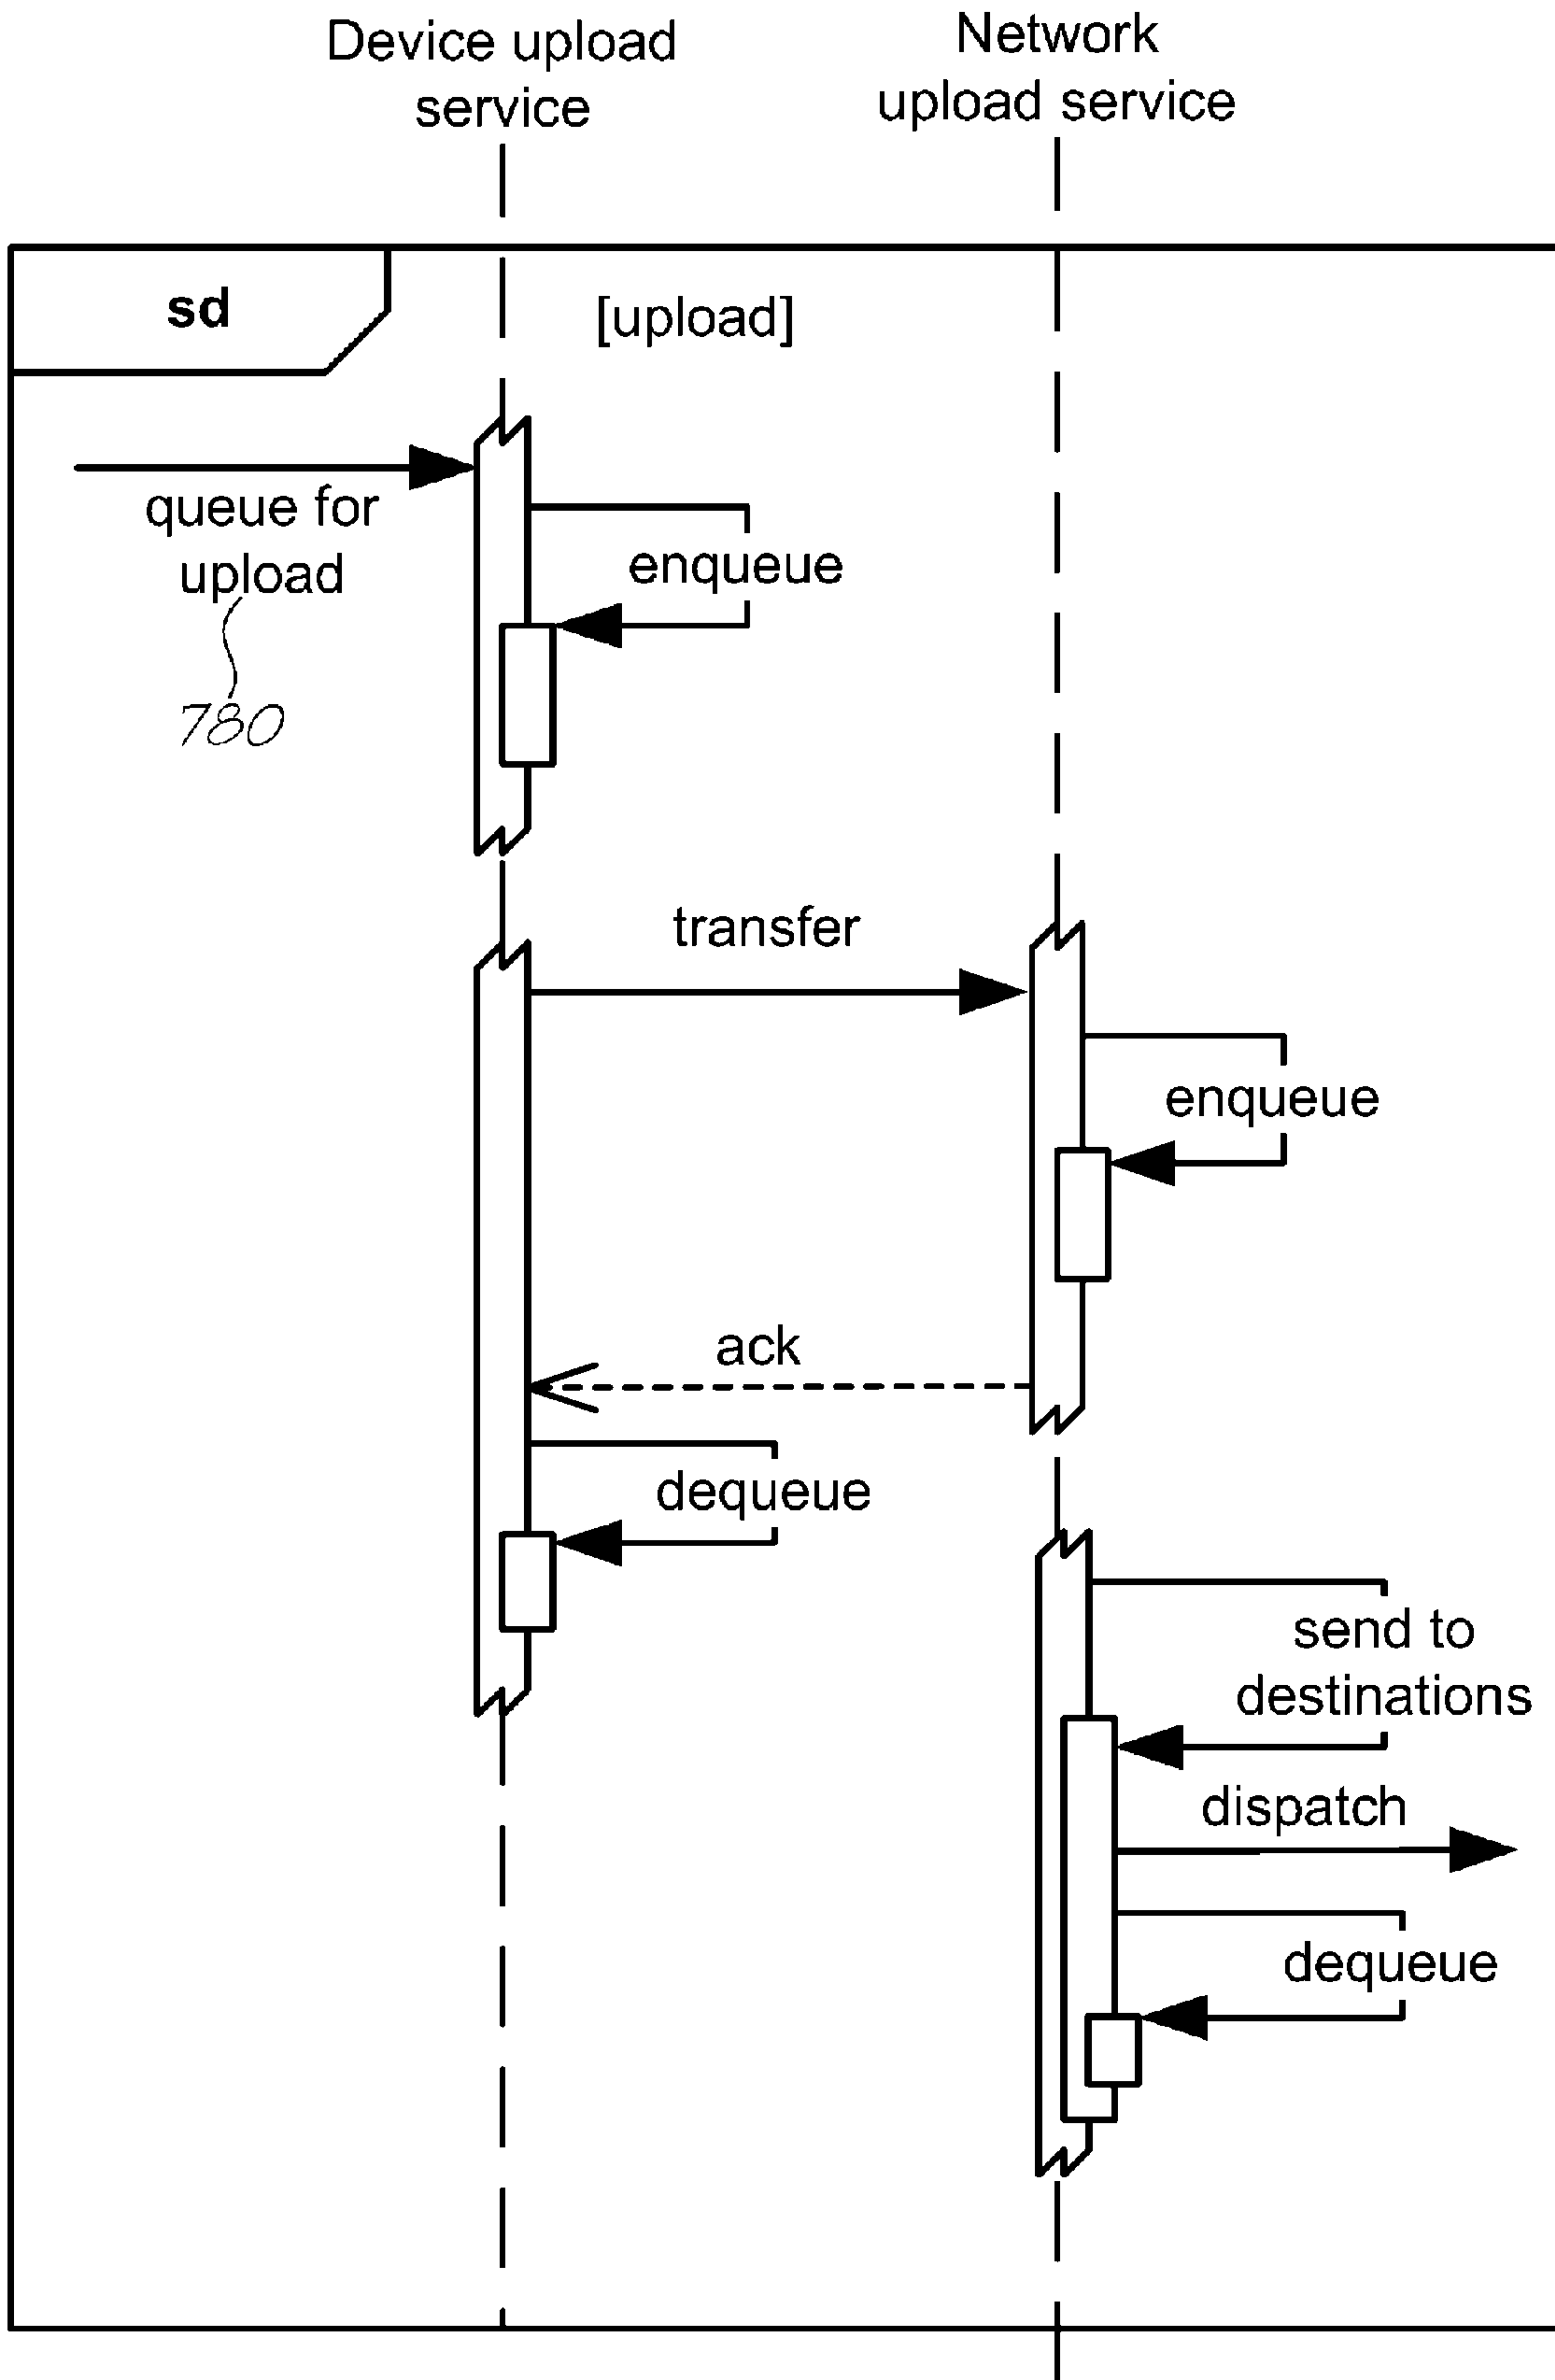 Device upload
service
Network
upload service
sd
[upload]
queue for
upload
780
enqueue
transfer
enqueue
ack
dequeue
send to
destinations
dispatch
dequeue